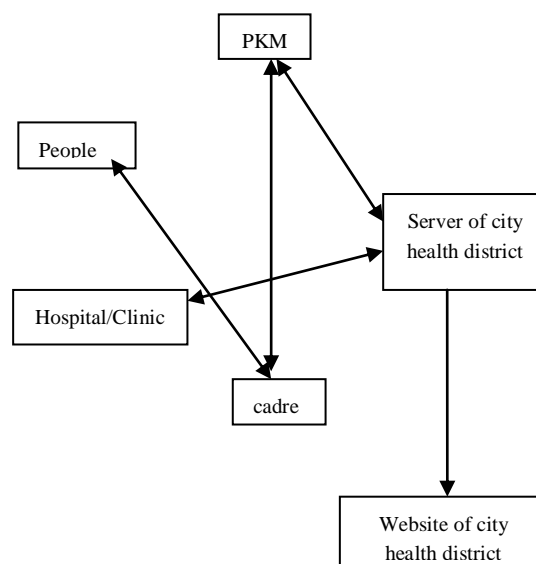 PKM
People
Server of city
health district
Hospital/Clinic
cadre
Website of city
health district